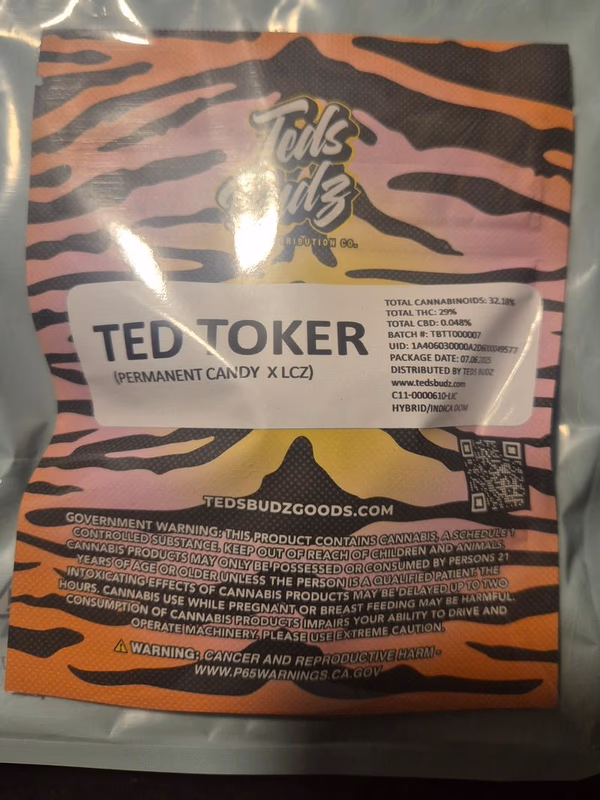 Teds
Budz
DISTRIBUTION CO.
TED TOKER
(PERMANENT CANDY X LCZ)
TOTAL CANNABINOIDS: 32.18%
TOTAL THC: 29%
TOTAL CBD: 0.048%
BATCH #: TBTT000007
UID:
PACKAGE DATE: 07.06.2025
DISTRIBUTED BY TEDS BUDZ
www.tedsbudz.com
C11-0000610-LIC
HYBRID/INDICA DOM
TEDSBUDZGOODS.COM
GOVERNMENT WARNING: THIS PRODUCT CONTAINS CANNABIS, A SCHEDULE 1
CONTROLLED SUBSTANCE. KEEP OUT OF REACH OF CHILDREN AND ANIMALS.
CANNABIS PRODUCTS MAY ONLY BE POSSESSED OR CONSUMED BY PERSONS 21
YEARS OF AGE OR OLDER UNLESS THE PERSON IS A QUALIFIED PATIENT. THE
INTOXICATING EFFECTS OF CANNABIS PRODUCTS MAY BE DELAYED UP TO TWO
HOURS. CANNABIS USE WHILE PREGNANT OR BREAST FEEDING MAY BE HARMFUL.
CONSUMPTION OF CANNABIS PRODUCTS IMPAIRS YOUR ABILITY TO DRIVE AND
OPERATE MACHINERY. PLEASE USE EXTREME CAUTION.
WARNING: CANCER AND REPRODUCTIVE HARM -
WWW.P65WARNINGS.CA.GOV